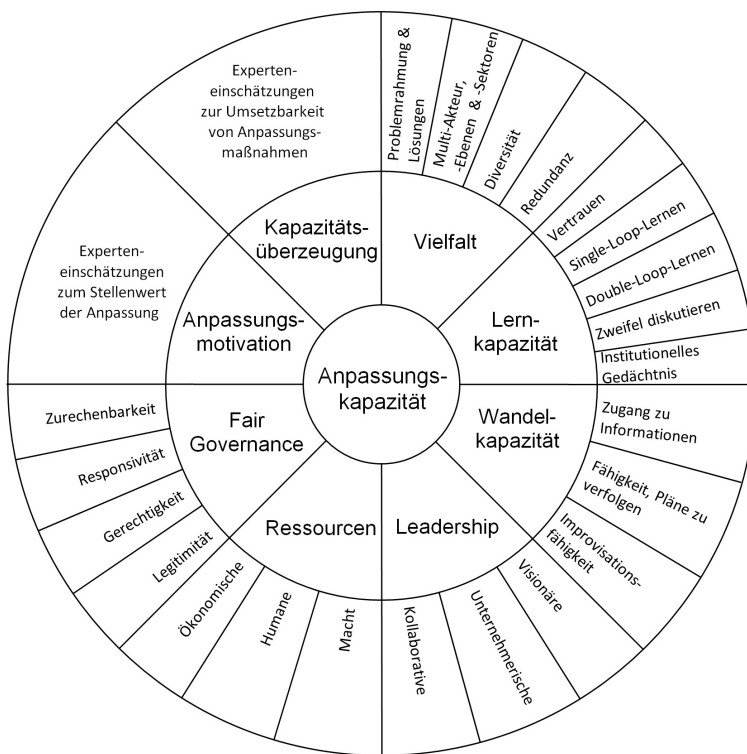 Anpassungs-
kapazität
Vielfalt
Lern-
kapazität
Wandel-
kapazität
Leadership
Ressourcen
Fair
Governance
Anpassungs-
motivation
Kapazitäts-
überzeugung
Problemrahmung &
Lösungen
Multi-Akteur,
-Ebenen & -Sektoren
Diversität
Redundanz
Vertrauen
Single-Loop-Lernen
Double-Loop-Lernen
Zweifel diskutieren
Institutionelles
Gedächtnis
Zugang zu
Informationen
Fähigkeit, Pläne zu
verfolgen
Improvisations-
fähigkeit
Visionäre
Unternehmerische
Kollaborative
Macht
Humane
Ökonomische
Legitimität
Gerechtigkeit
Responsivität
Zurechenbarkeit
Experten-
einschätzungen
zum Stellenwert
der Anpassung
Experten-
einschätzungen
zur Umsetzbarkeit
von Anpassungs-
maßnahmen